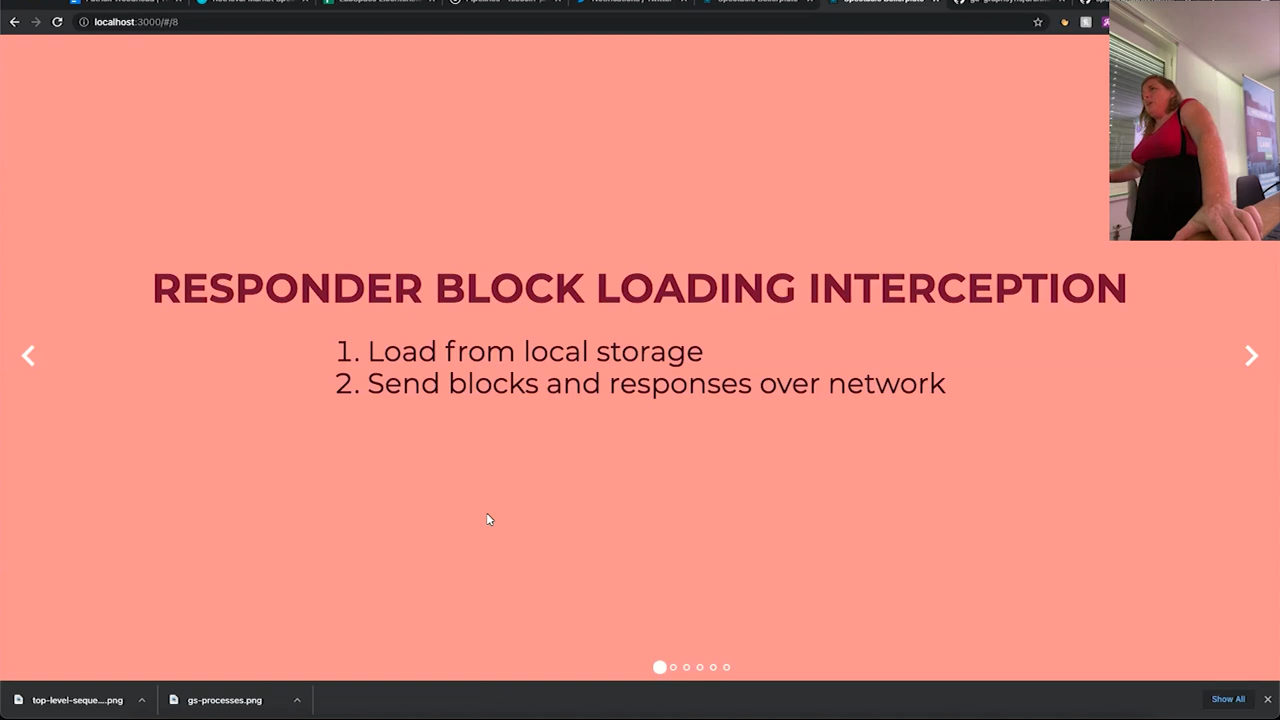 localhost:3000/#/8
RESPONDER BLOCK LOADING INTERCEPTION
1. Load from local storage
2. Send blocks and responses over network
top-level-seque....png
gs-processes.png
Show All